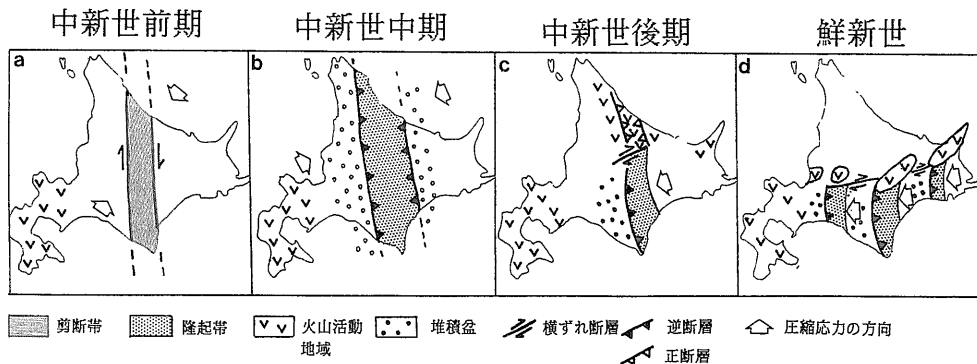 中新世前期
中新世中期
中新世後期
鮮新世
a
b
c
d
剪断帯
隆起帯
火山活動
地域
堆積盆
横ずれ断層
逆断層
正断層
圧縮応力の方向